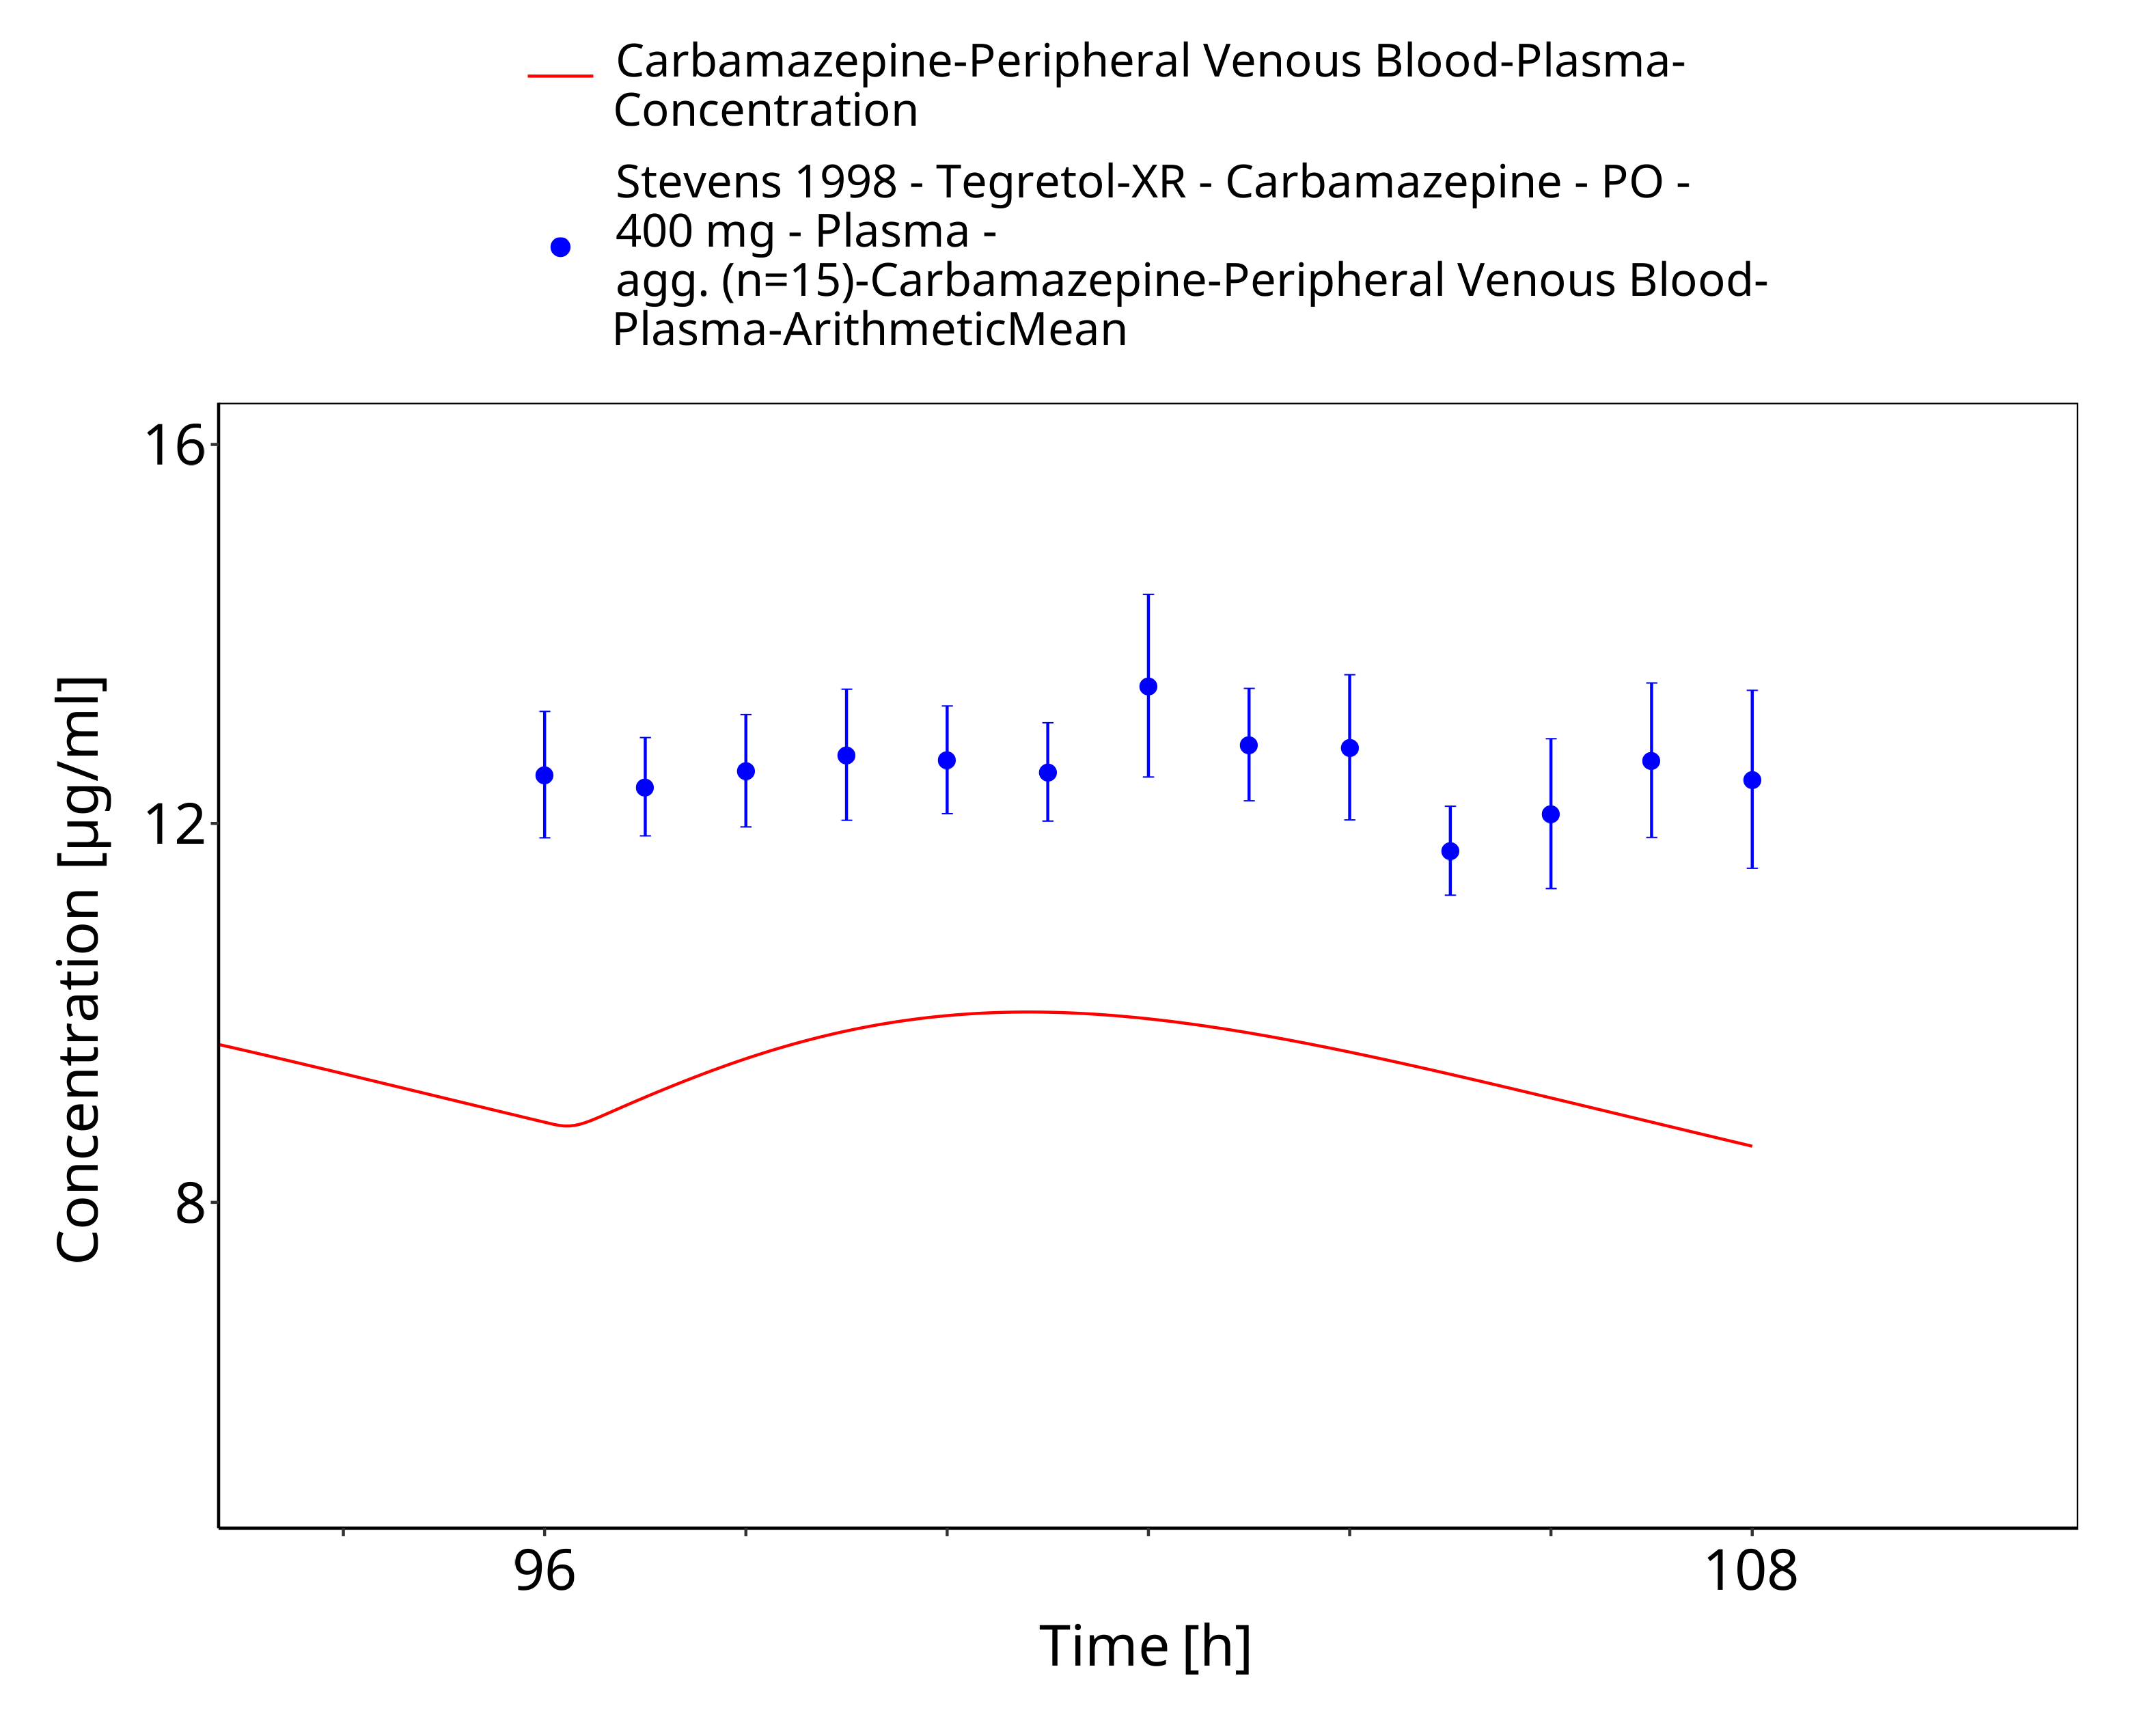 Carbamazepine-Peripheral Venous Blood-Plasma-
Concentration
Stevens 1998 - Tegretol-XR - Carbamazepine - PO -
400 mg - Plasma -
agg. (n=15)-Carbamazepine-Peripheral Venous Blood-
Plasma-ArithmeticMean
16
12
8
Concentration [µg/ml]
96
108
Time [h]